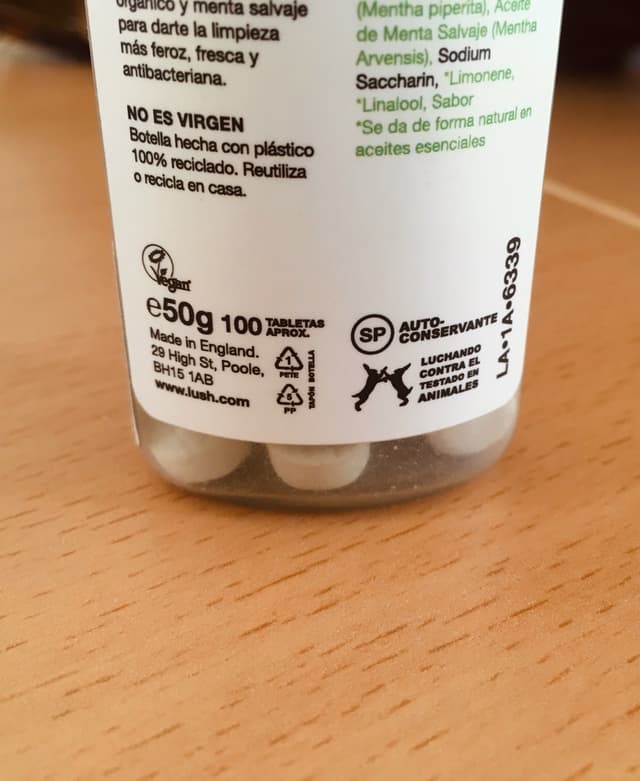 orgánico y menta salvaje
para darte la limpieza
más feroz, fresca y
antibacteriana.
NO ES VIRGEN
Botella hecha con plástico
100% reciclado. Reutiliza
o recicla en casa.
(Mentha piperita), Aceite
de Menta Salvaje (Mentha
Arvensis), Sodium
Saccharin, *Limonene,
*Linalool, Sabor
*Se da de forma natural en
aceites esenciales
Vegan
e50g 100 TABLETAS
APROX.
Made in England.
29 High St, Poole,
BH15 1AB
www.lush.com
1
PETE
5
PP
TAPÓN BOTELLA
SP
AUTO-
CONSERVANTE
LUCHANDO
CONTRA EL
TESTADO EN
ANIMALES
LA•1A•6339